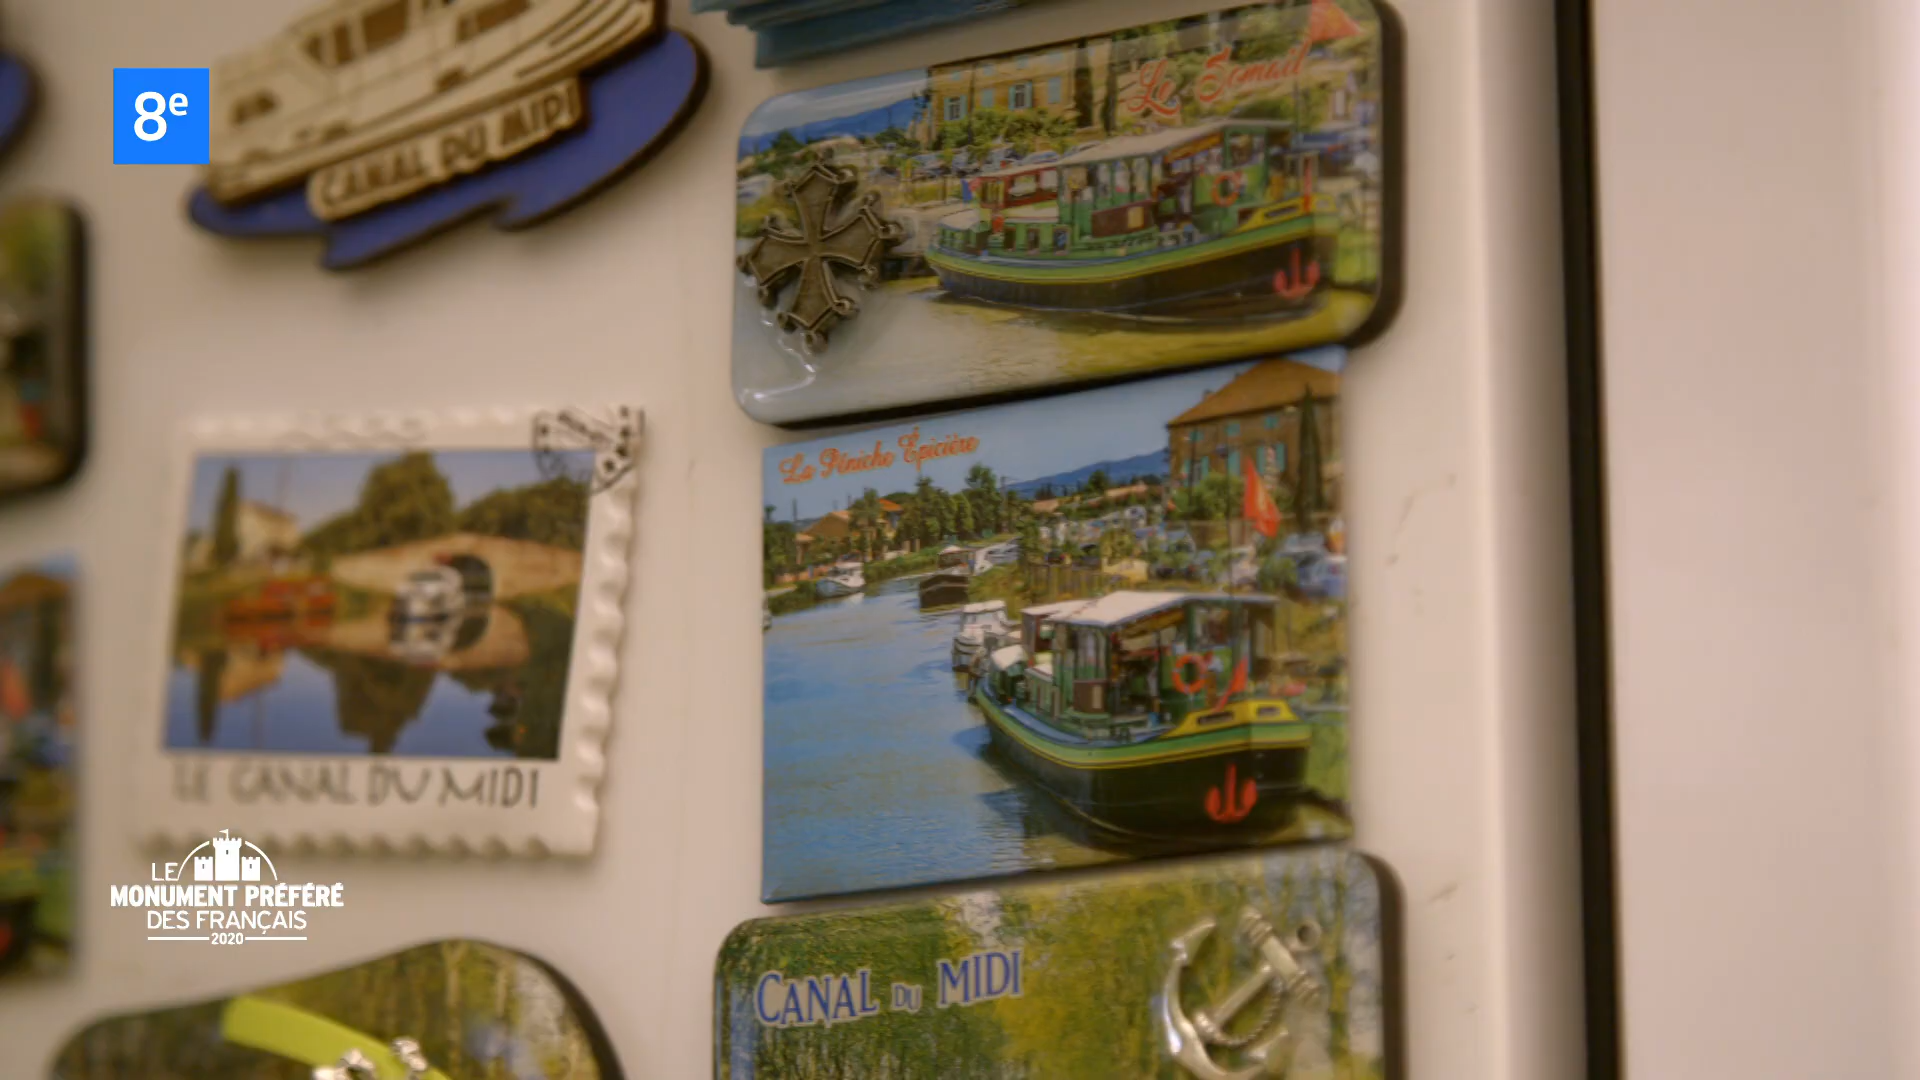 8e
CANAL DU MIDI
Le Somail
La Péniche Épicière
LE CANAL DU MIDI
LE
MONUMENT PRÉFÉRÉ
DES FRANÇAIS
2020
CANAL DU MIDI